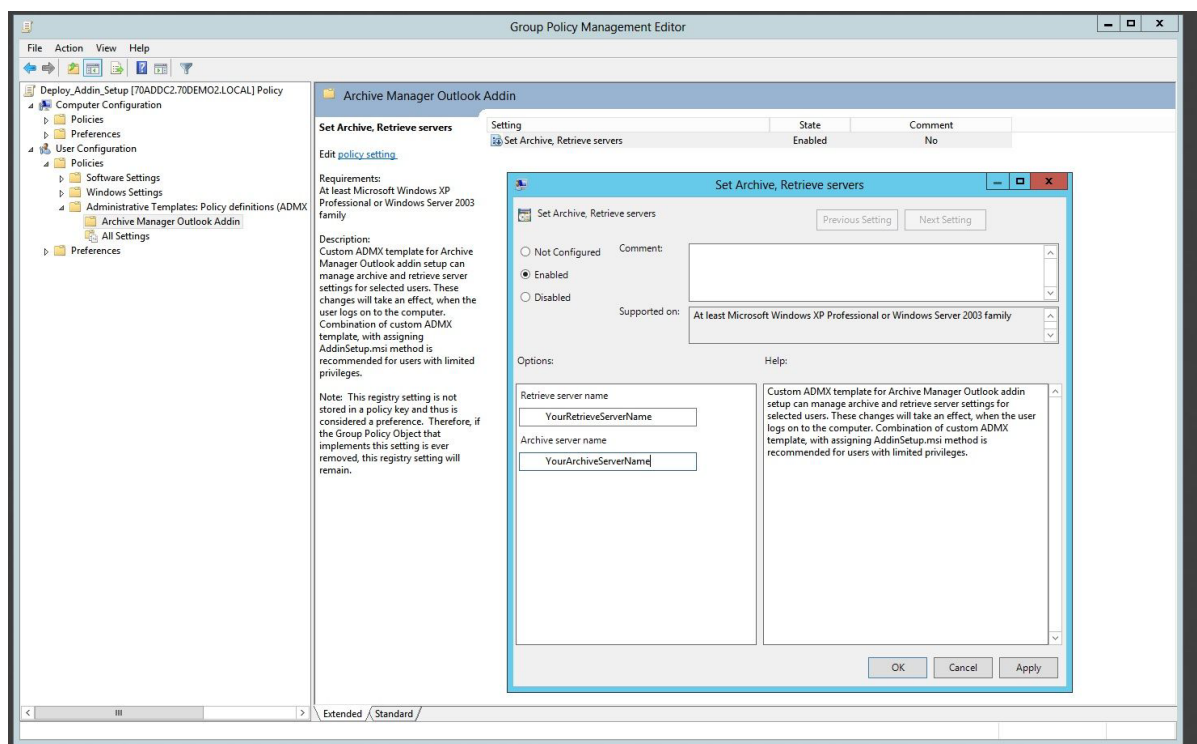 Group Policy Management Editor
File Action View Help
Deploy_Addin_Setup [70ADDC2.70DEMO2.LOCAL] Policy
Computer Configuration
Policies
Preferences
User Configuration
Policies
Software Settings
Windows Settings
Administrative Templates: Policy definitions (ADMX
Archive Manager Outlook Addin
All Settings
Preferences
Archive Manager Outlook Addin
Set Archive, Retrieve servers
Edit policy setting
Requirements:
At least Microsoft Windows XP
Professional or Windows Server 2003
family
Description:
Custom ADMX template for Archive
Manager Outlook addin setup can
manage archive and retrieve server
settings for selected users. These
changes will take an effect, when the
user logs on to the computer.
Combination of custom ADMX
template, with assigning
AddinSetup.msi method is
recommended for users with limited
privileges.
Note: This registry setting is not
stored in a policy key and thus is
considered a preference. Therefore, if
the Group Policy Object that
implements this setting is ever
removed, this registry setting will
remain.
Setting State Comment
Set Archive, Retrieve servers Enabled No
Set Archive, Retrieve servers
Set Archive, Retrieve servers
Previous Setting Next Setting
Not Configured
Enabled
Disabled
Comment:
Supported on:
At least Microsoft Windows XP Professional or Windows Server 2003 family
Options:
Help:
Retrieve server name
YourRetrieveServerName
Archive server name
YourArchiveServerName
Custom ADMX template for Archive Manager Outlook addin
setup can manage archive and retrieve server settings for
selected users. These changes will take an effect, when the user
logs on to the computer. Combination of custom ADMX
template, with assigning AddinSetup.msi method is
recommended for users with limited privileges.
OK Cancel Apply
Extended Standard